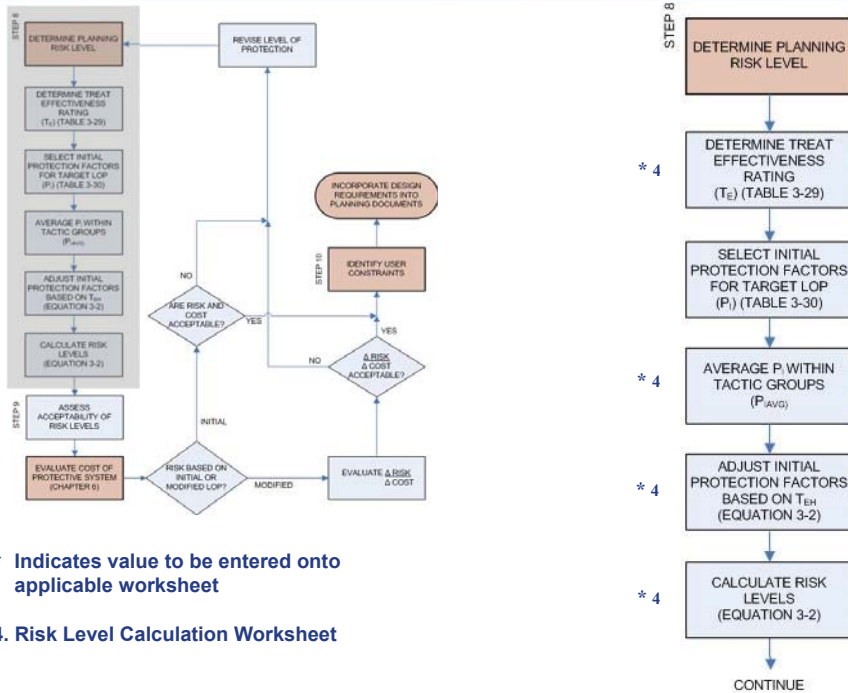 STEP 8
DETERMINE PLANNING
RISK LEVEL
DETERMINE TREAT
EFFECTIVENESS
RATING
(TE) (TABLE 3-29)
SELECT INITIAL
PROTECTION FACTORS
FOR TARGET LOP
(PI) (TABLE 3-30)
AVERAGE PI WITHIN
TACTIC GROUPS
(PIAVG)
ADJUST INITIAL
PROTECTION FACTORS
BASED ON TEH
(EQUATION 3-2)
CALCULATE RISK
LEVELS
(EQUATION 3-2)
STEP 9
ASSESS
ACCEPTABILITY OF
RISK LEVELS
EVALUATE COST OF
PROTECTIVE SYSTEM
(CHAPTER 6)
REVISE LEVEL OF
PROTECTION
NO
ARE RISK AND
COST
ACCEPTABLE?
YES
INITIAL
RISK BASED ON
INITIAL OR
MODIFIED LOP?
MODIFIED
EVALUATE Δ RISK
Δ COST
NO
Δ RISK
Δ COST
ACCEPTABLE?
YES
STEP 10
IDENTIFY USER
CONSTRAINTS
INCORPORATE DESIGN
REQUIREMENTS INTO
PLANNING DOCUMENTS
* Indicates value to be entered onto
applicable worksheet
4. Risk Level Calculation Worksheet
STEP 8
DETERMINE PLANNING
RISK LEVEL
* 4
DETERMINE TREAT
EFFECTIVENESS
RATING
(TE) (TABLE 3-29)
SELECT INITIAL
PROTECTION FACTORS
FOR TARGET LOP
(PI) (TABLE 3-30)
* 4
AVERAGE PI WITHIN
TACTIC GROUPS
(PIAVG)
* 4
ADJUST INITIAL
PROTECTION FACTORS
BASED ON TEH
(EQUATION 3-2)
* 4
CALCULATE RISK
LEVELS
(EQUATION 3-2)
CONTINUE